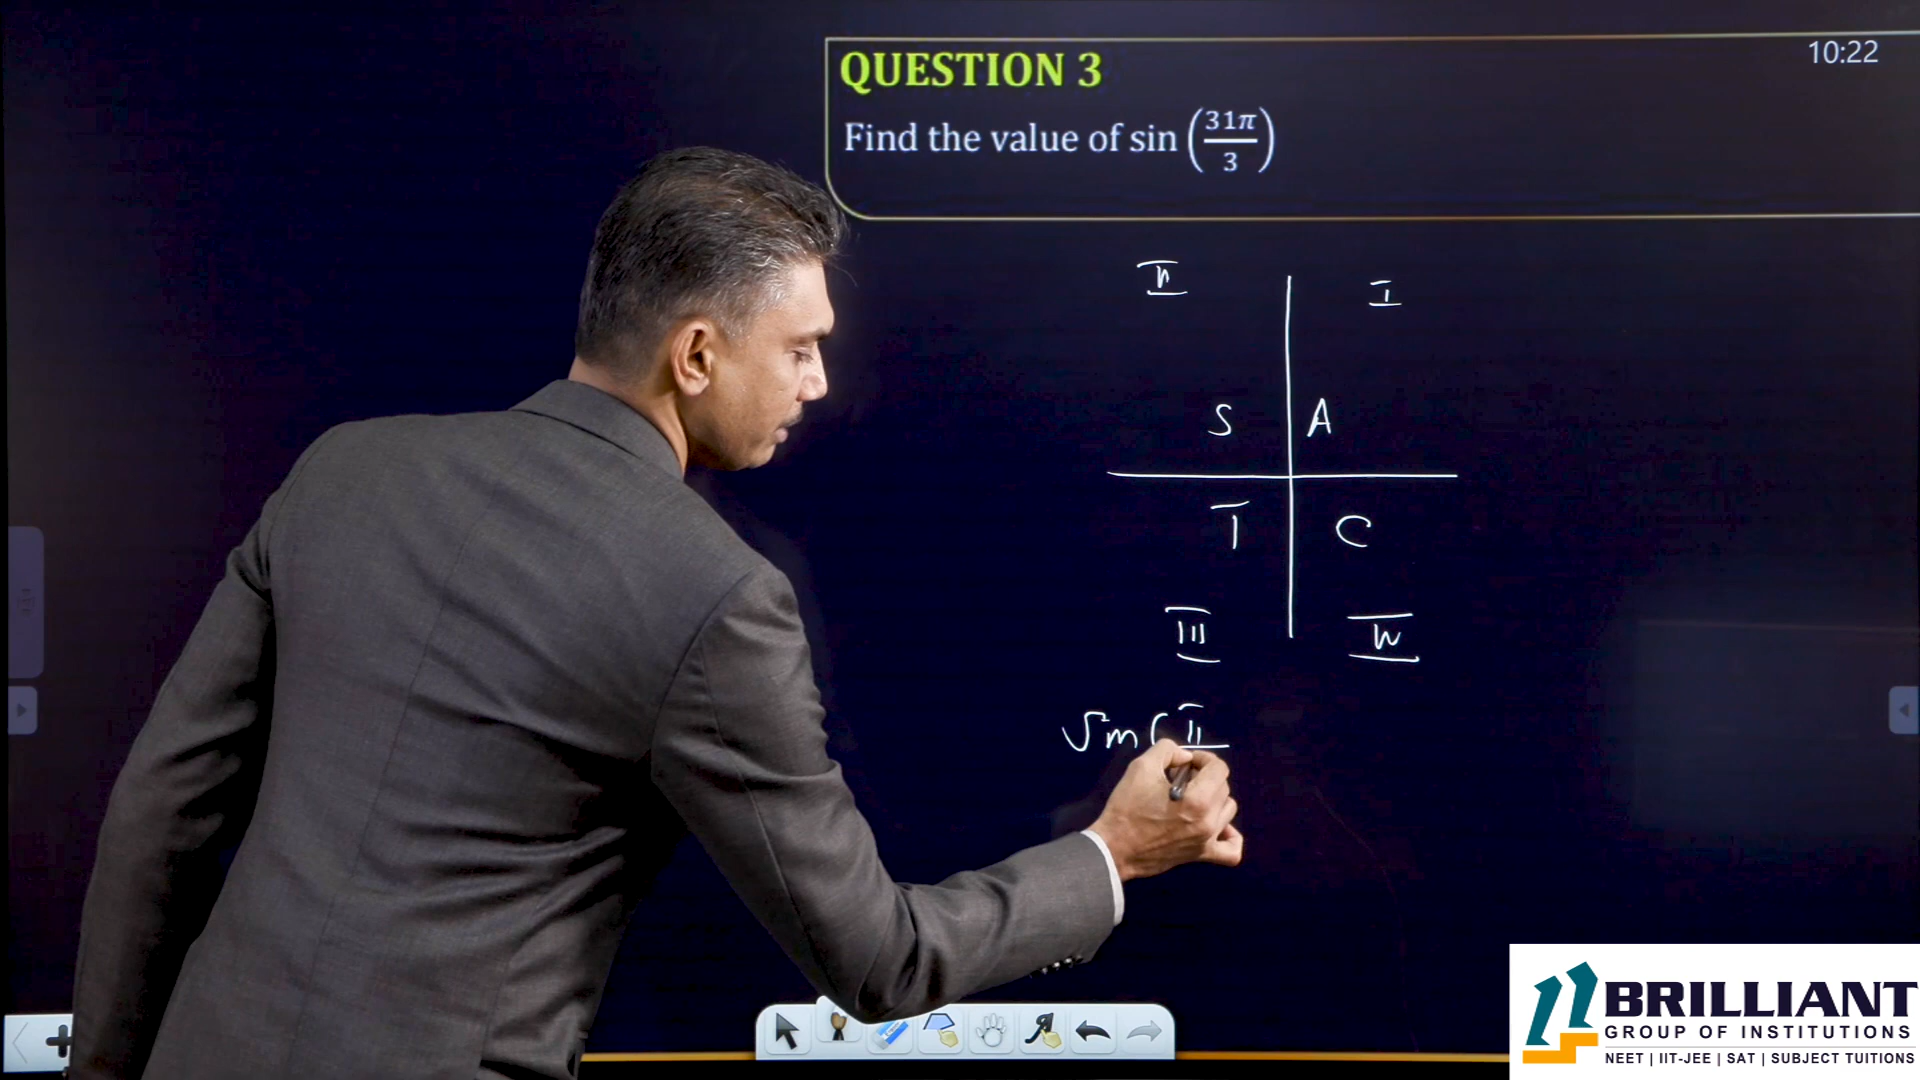 10:22
QUESTION 3
Find the value of sin (31π/3)
II I
S A
T C
III IV
Sin ( π
BRILLIANT
GROUP OF INSTITUTIONS
NEET | IIT-JEE | SAT | SUBJECT TUITIONS